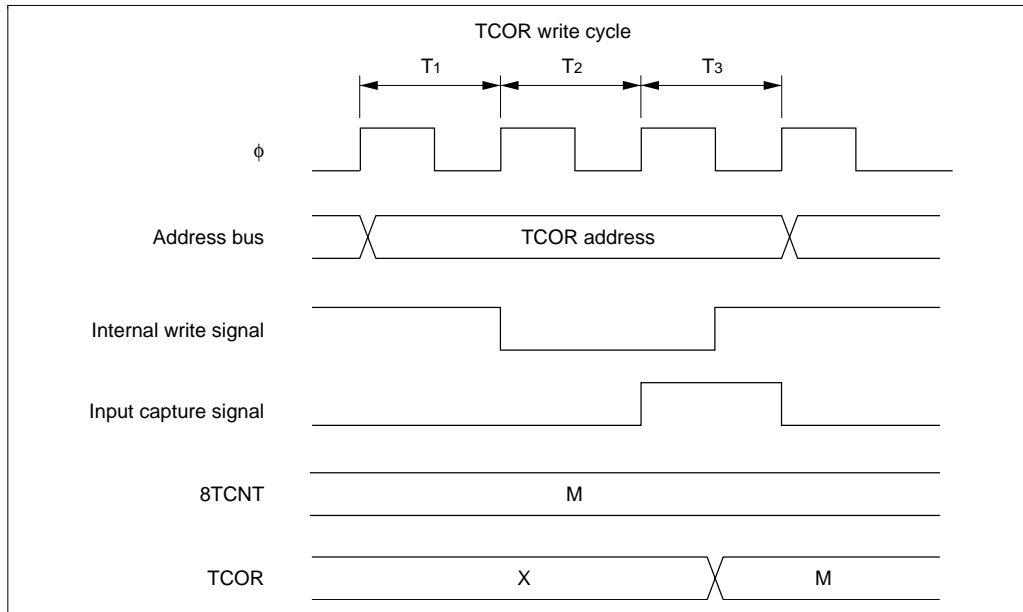 TCOR write cycle
T1 T2 T3
ϕ
Address bus TCOR address
Internal write signal
Input capture signal
8TCNT M
TCOR X M